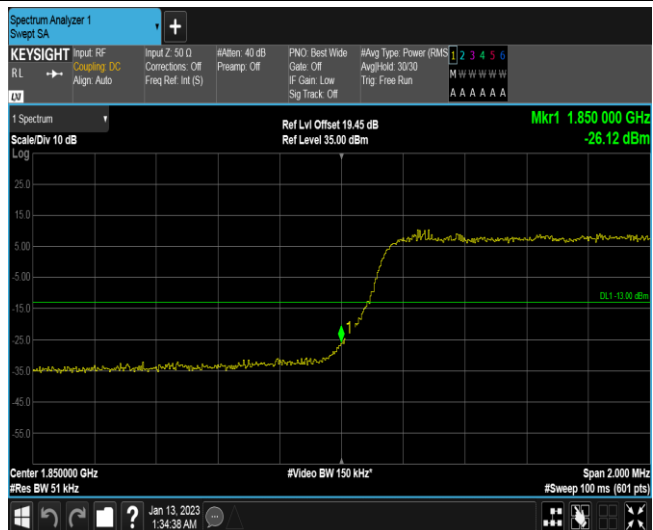 Spectrum Analyzer 1
Swept SA
+
KEYSIGHT
RL
LXI
Input: RF
Coupling: DC
Align: Auto
Input Z: 50 Ω
Corrections: Off
Freq Ref: Int (S)
#Atten: 40 dB
Preamp: Off
PNO: Best Wide
Gate: Off
IF Gain: Low
Sig Track: Off
#Avg Type: Power (RMS
Avg|Hold: 30/30
Trig: Free Run
1 2 3 4 5 6
M W W W W W
A A A A A A
1 Spectrum
Scale/Div 10 dB
Ref Lvl Offset 19.45 dB
Ref Level 35.00 dBm
Mkr1 1.850 000 GHz
-26.12 dBm
Log
25.0
15.0
5.00
-5.00
-15.0
-25.0
-35.0
-45.0
-55.0
DL1 -13.00 dBm
1
Center 1.850000 GHz
#Res BW 51 kHz
#Video BW 150 kHz*
Span 2.000 MHz
#Sweep 100 ms (601 pts)
?
Jan 13, 2023
1:34:38 AM